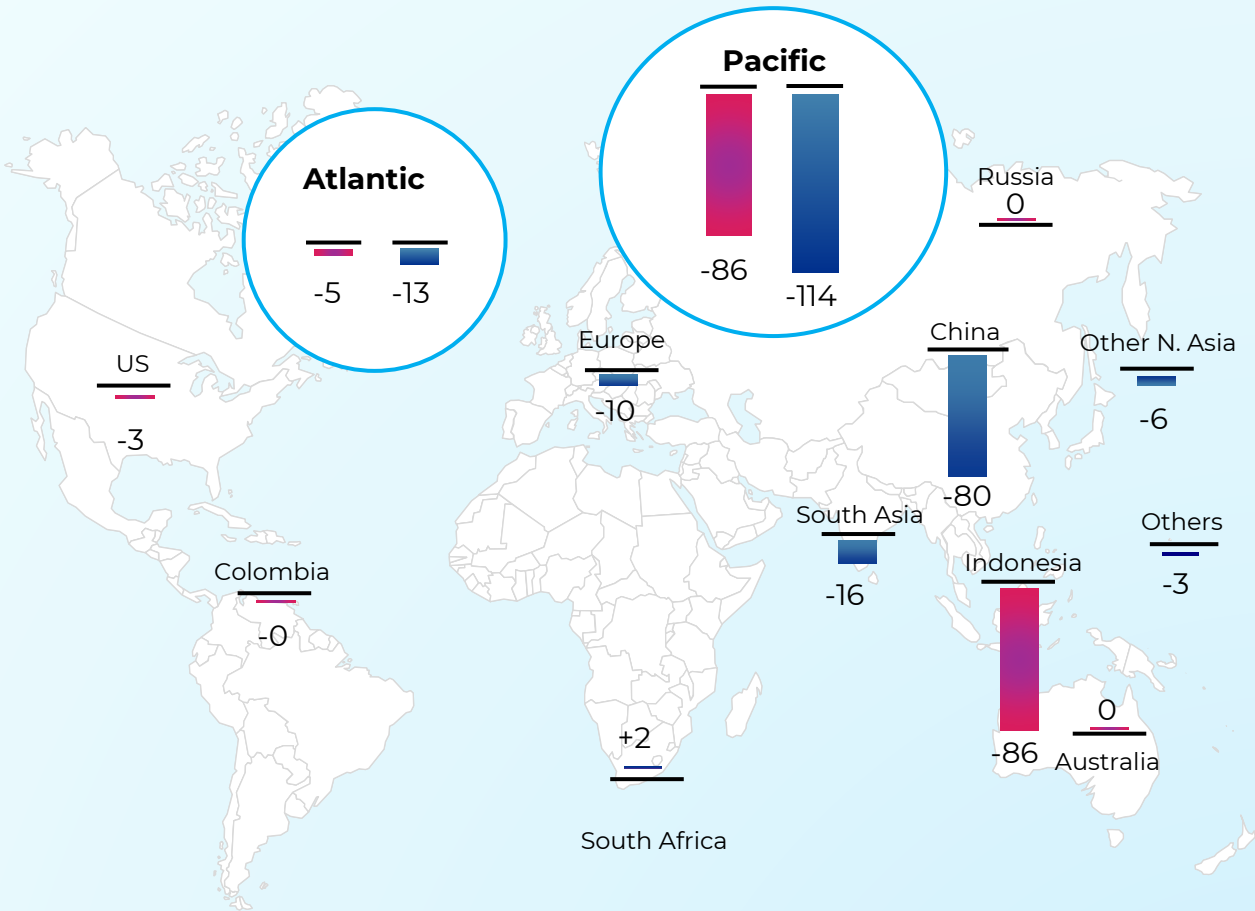 Pacific
-86
-114
Atlantic
-5
-13
Russia
0
US
-3
Europe
-10
China
-80
Other N. Asia
-6
South Asia
-16
Others
-3
Colombia
-0
Indonesia
-86
0
Australia
+2
South Africa